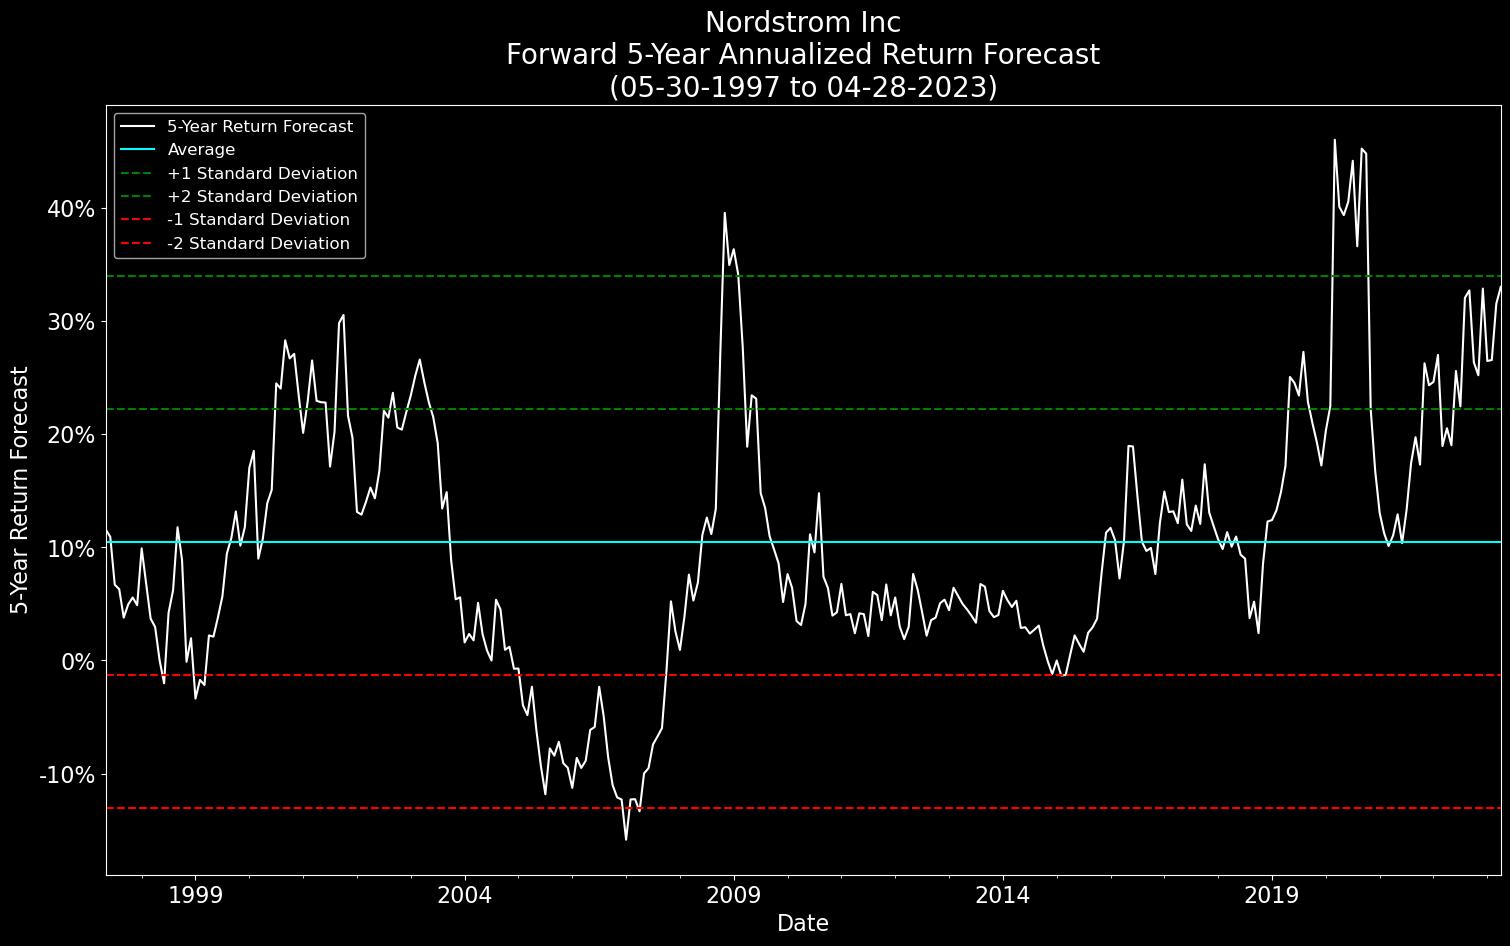 Nordstrom Inc
Forward 5-Year Annualized Return Forecast
(05-30-1997 to 04-28-2023)
5-Year Return Forecast
Average
+1 Standard Deviation
+2 Standard Deviation
-1 Standard Deviation
-2 Standard Deviation
5-Year Return Forecast
40%
30%
20%
10%
0%
-10%
1999
2004
2009
2014
2019
Date